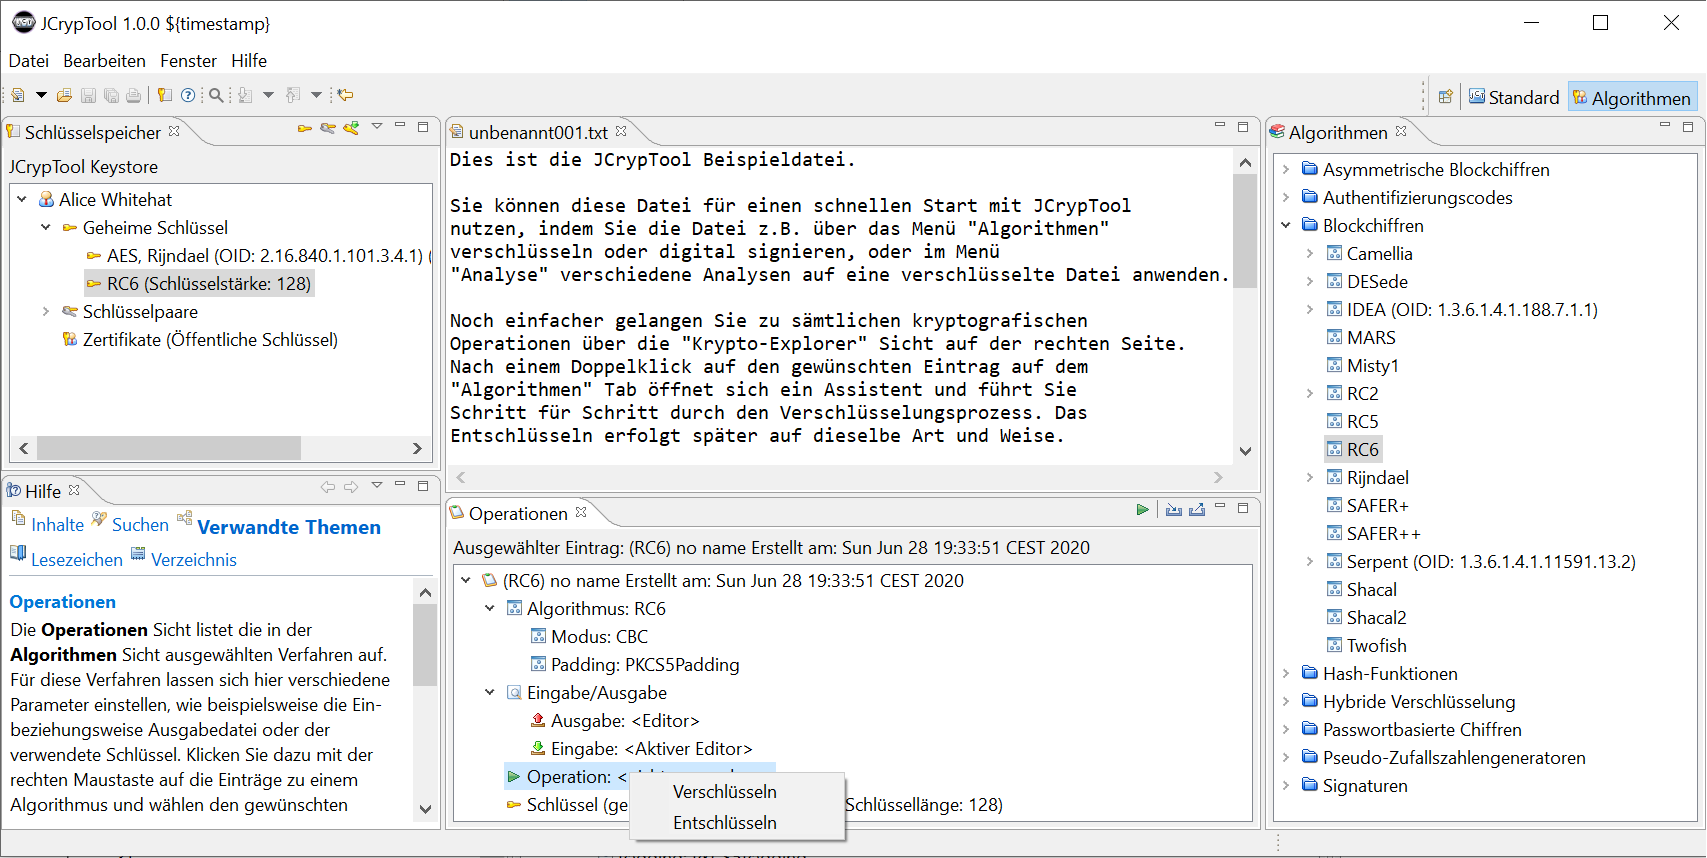 JCrypTool 1.0.0 ${timestamp}
Datei Bearbeiten Fenster Hilfe
Standard
Algorithmen
Schlüsselspeicher
JCrypTool Keystore
Alice Whitehat
Geheime Schlüssel
AES, Rijndael (OID: 2.16.840.1.101.3.4.1) (
RC6 (Schlüsselstärke: 128)
Schlüsselpaare
Zertifikate (Öffentliche Schlüssel)
Hilfe
Inhalte Suchen Verwandte Themen
Lesezeichen Verzeichnis
Operationen
Die Operationen Sicht listet die in der
Algorithmen Sicht ausgewählten Verfahren auf.
Für diese Verfahren lassen sich hier verschiedene
Parameter einstellen, wie beispielsweise die Ein-
beziehungsweise Ausgabedatei oder der
verwendete Schlüssel. Klicken Sie dazu mit der
rechten Maustaste auf die Einträge zu einem
Algorithmus und wählen den gewünschten
unbenannt001.txt
Dies ist die JCrypTool Beispieldatei.
Sie können diese Datei für einen schnellen Start mit JCrypTool
nutzen, indem Sie die Datei z.B. über das Menü "Algorithmen"
verschlüsseln oder digital signieren, oder im Menü
"Analyse" verschiedene Analysen auf eine verschlüsselte Datei anwenden.
Noch einfacher gelangen Sie zu sämtlichen kryptografischen
Operationen über die "Krypto-Explorer" Sicht auf der rechten Seite.
Nach einem Doppelklick auf den gewünschten Eintrag auf dem
"Algorithmen" Tab öffnet sich ein Assistent und führt Sie
Schritt für Schritt durch den Verschlüsselungsprozess. Das
Entschlüsseln erfolgt später auf dieselbe Art und Weise.
Operationen
Ausgewählter Eintrag: (RC6) no name Erstellt am: Sun Jun 28 19:33:51 CEST 2020
(RC6) no name Erstellt am: Sun Jun 28 19:33:51 CEST 2020
Algorithmus: RC6
Modus: CBC
Padding: PKCS5Padding
Eingabe/Ausgabe
Ausgabe: <Editor>
Eingabe: <Aktiver Editor>
Operation: <
Schlüssel (ge Schlüssellänge: 128)
Verschlüsseln
Entschlüsseln
Algorithmen
Asymmetrische Blockchiffren
Authentifizierungscodes
Blockchiffren
Camellia
DESede
IDEA (OID: 1.3.6.1.4.1.188.7.1.1)
MARS
Misty1
RC2
RC5
RC6
Rijndael
SAFER+
SAFER++
Serpent (OID: 1.3.6.1.4.1.11591.13.2)
Shacal
Shacal2
Twofish
Hash-Funktionen
Hybride Verschlüsselung
Passwortbasierte Chiffren
Pseudo-Zufallszahlengeneratoren
Signaturen